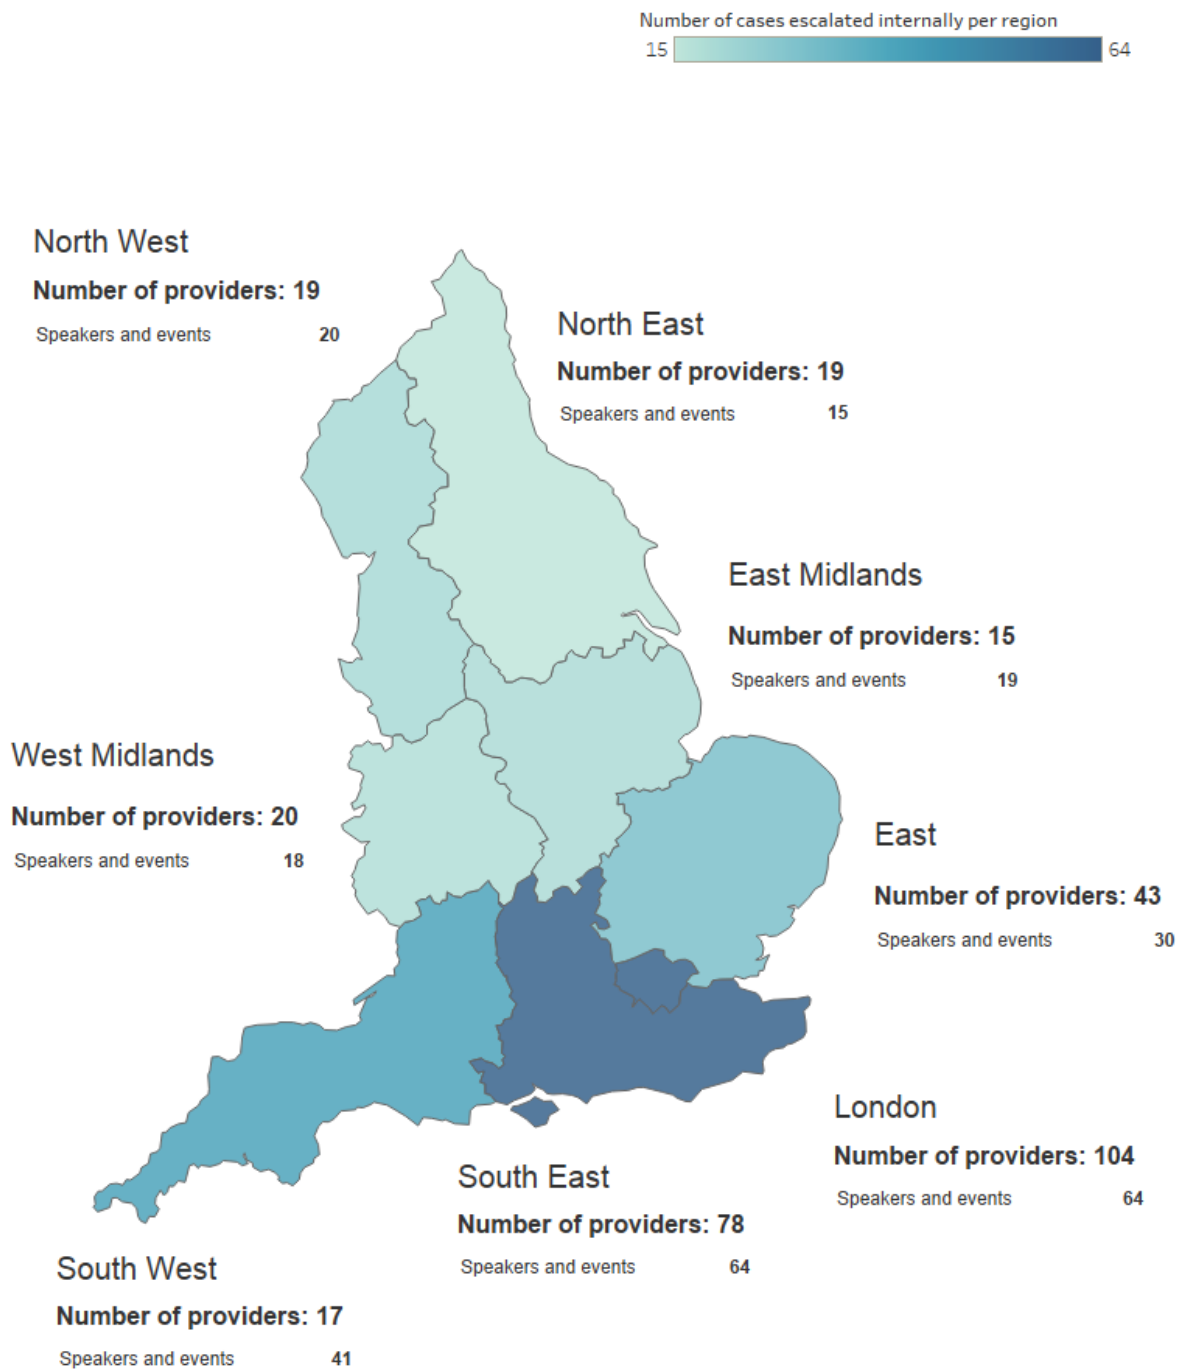 Number of cases escalated internally per region
15 64
North West
Number of providers: 19
Speakers and events 20
North East
Number of providers: 19
Speakers and events 15
East Midlands
Number of providers: 15
Speakers and events 19
West Midlands
Number of providers: 20
Speakers and events 18
East
Number of providers: 43
Speakers and events 30
London
Number of providers: 104
Speakers and events 64
South East
Number of providers: 78
Speakers and events 64
South West
Number of providers: 17
Speakers and events 41